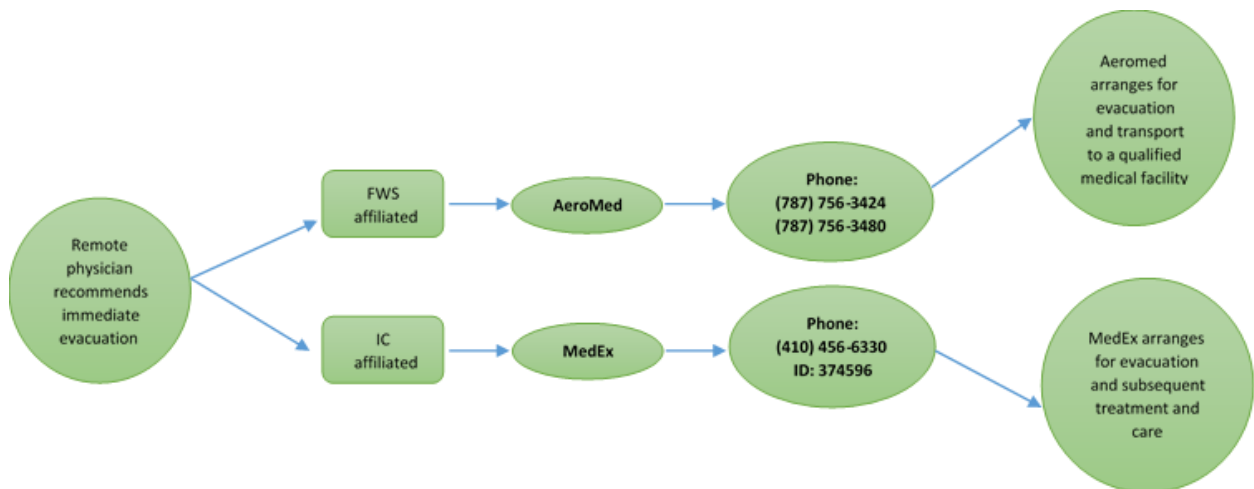 Remote
physician
recommends
immediate
evacuation
FWS
affiliated
AeroMed
Phone:
(787) 756-3424
(787) 756-3480
Aeromed
arranges for
evacuation
and transport
to a qualified
medical facility
IC
affiliated
MedEx
Phone:
(410) 456-6330
ID: 374596
MedEx arranges
for evacuation
and subsequent
treatment and
care